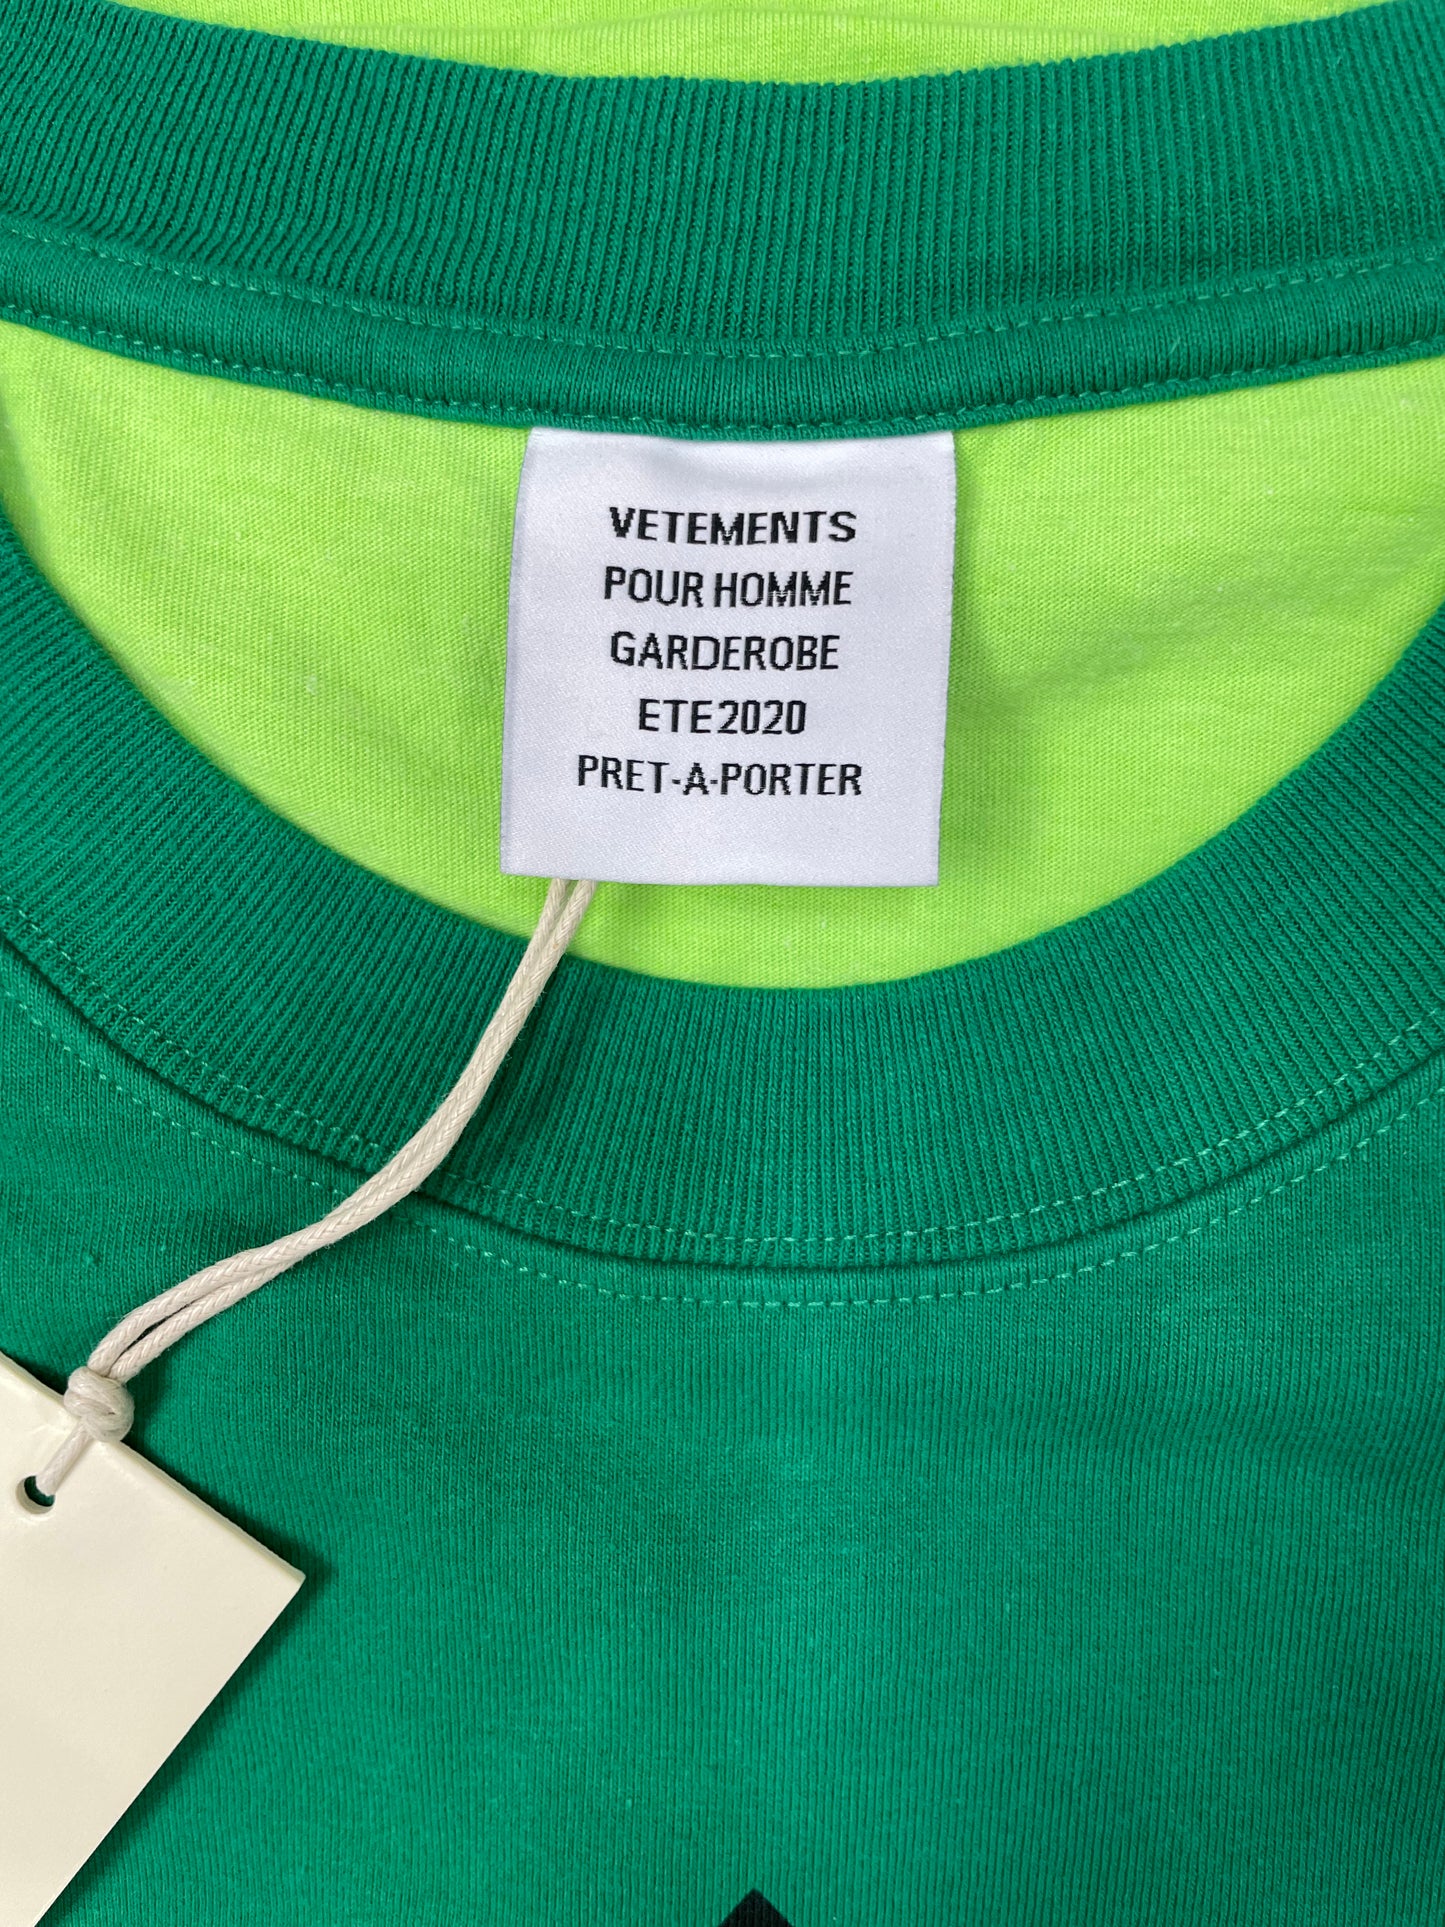 VETEMENTS
POUR HOMME
GARDEROBE
ETE2020
PRET-A-PORTER